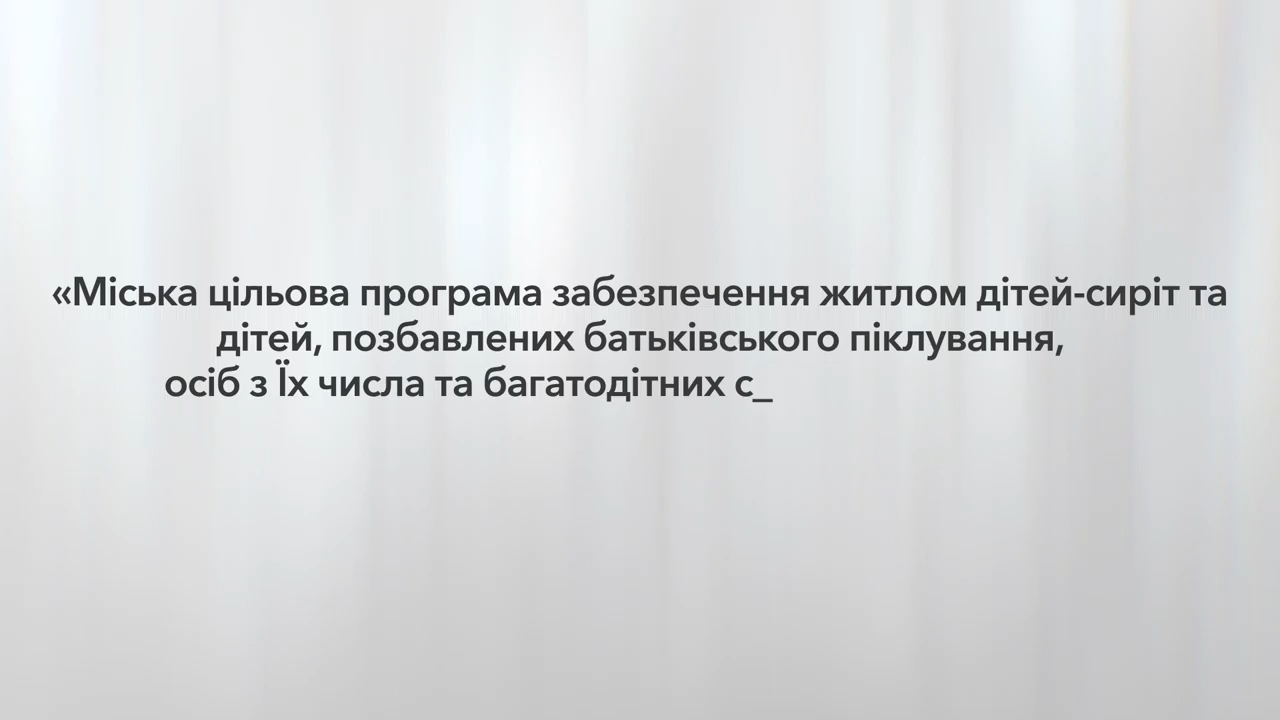 «Міська цільова програма забезпечення житлом дітей-сиріт та
дітей, позбавлених батьківського піклування,
осіб з Їх числа та багатодітних с_